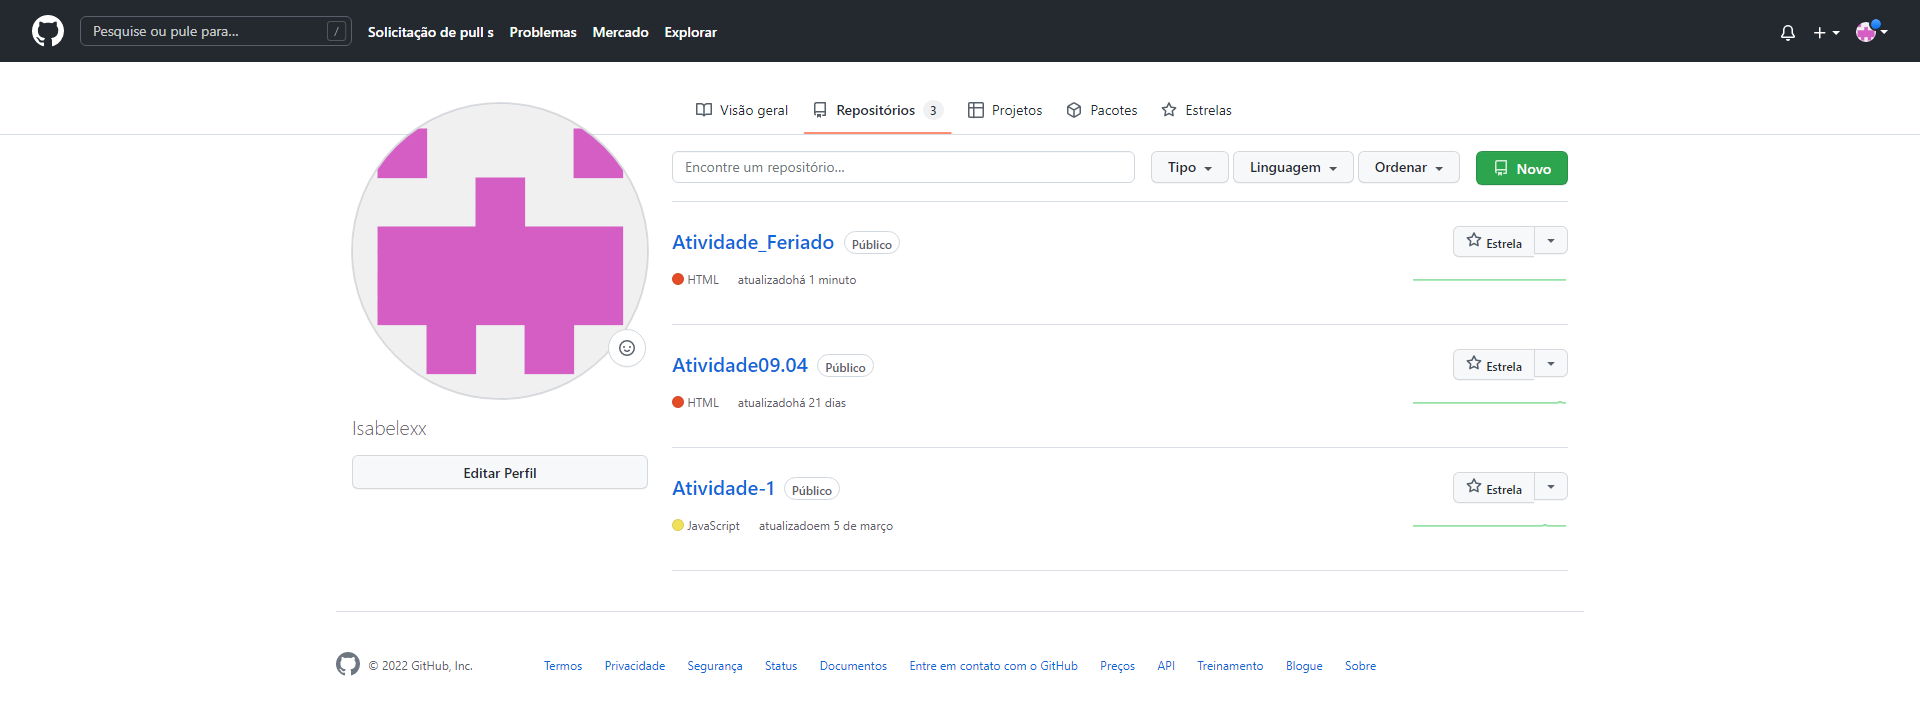 Pesquise ou pule para... /
Solicitação de pull s Problemas Mercado Explorar
Visão geral Repositórios 3 Projetos Pacotes Estrelas
Encontre um repositório... Tipo Linguagem Ordenar Novo
Atividade_Feriado Público Estrela
HTML atualizadohá 1 minuto
Atividade09.04 Público Estrela
HTML atualizadohá 21 dias
Isabelexx
Editar Perfil
Atividade-1 Público Estrela
JavaScript atualizadoem 5 de março
© 2022 GitHub, Inc. Termos Privacidade Segurança Status Documentos Entre em contato com o GitHub Preços API Treinamento Blogue Sobre